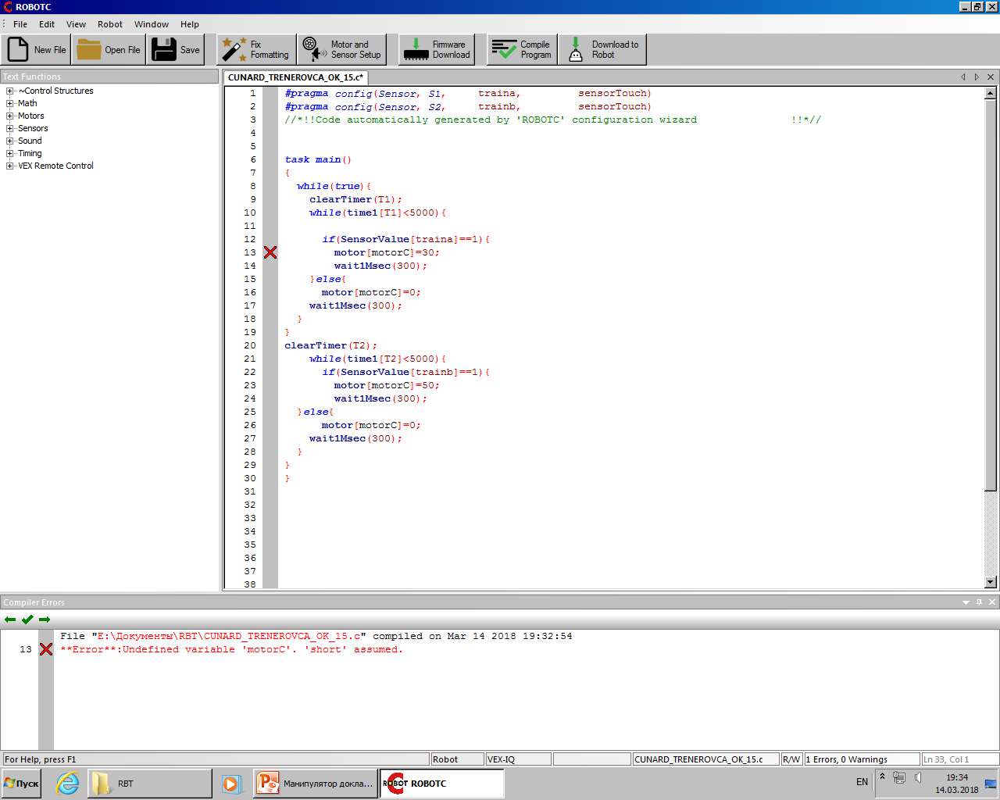 ROBOTC
File Edit View Robot Window Help
New File Open File Save Fix Formatting Motor and Sensor Setup Firmware Download Compile Program Download to Robot
Text Functions
~Control Structures
Math
Motors
Sensors
Sound
Timing
VEX Remote Control
CUNARD_TRENEROVCA_OK_15.c*
1 #pragma config(Sensor, S1, traina, sensorTouch)
2 #pragma config(Sensor, S2, trainb, sensorTouch)
3 //*!!Code automatically generated by 'ROBOTC' configuration wizard !!*//
4
5
6 task main()
7 {
8 while(true){
9 clearTimer(T1);
10 while(time1[T1]<5000){
11
12 if(SensorValue[traina]==1){
13 motor[motorC]=30;
14 wait1Msec(300);
15 }else{
16 motor[motorC]=0;
17 wait1Msec(300);
18 }
19 }
20 clearTimer(T2);
21 while(time1[T2]<5000){
22 if(SensorValue[trainb]==1){
23 motor[motorC]=50;
24 wait1Msec(300);
25 }else{
26 motor[motorC]=0;
27 wait1Msec(300);
28 }
29 }
30 }
31
32
33
34
35
36
37
38
Compiler Errors
File "E:\Документы\RBT\CUNARD_TRENEROVCA_OK_15.c" compiled on Mar 14 2018 19:32:54
13 **Error**:Undefined variable 'motorC'. 'short' assumed.
For Help, press F1 Robot VEX-IQ CUNARD_TRENEROVCA_OK_15.c R/W 1 Errors, 0 Warnings Ln 33, Col 1
Пуск RBT Манипулятор докла... ROBOT ROBOTC EN 19:34
14.03.2018